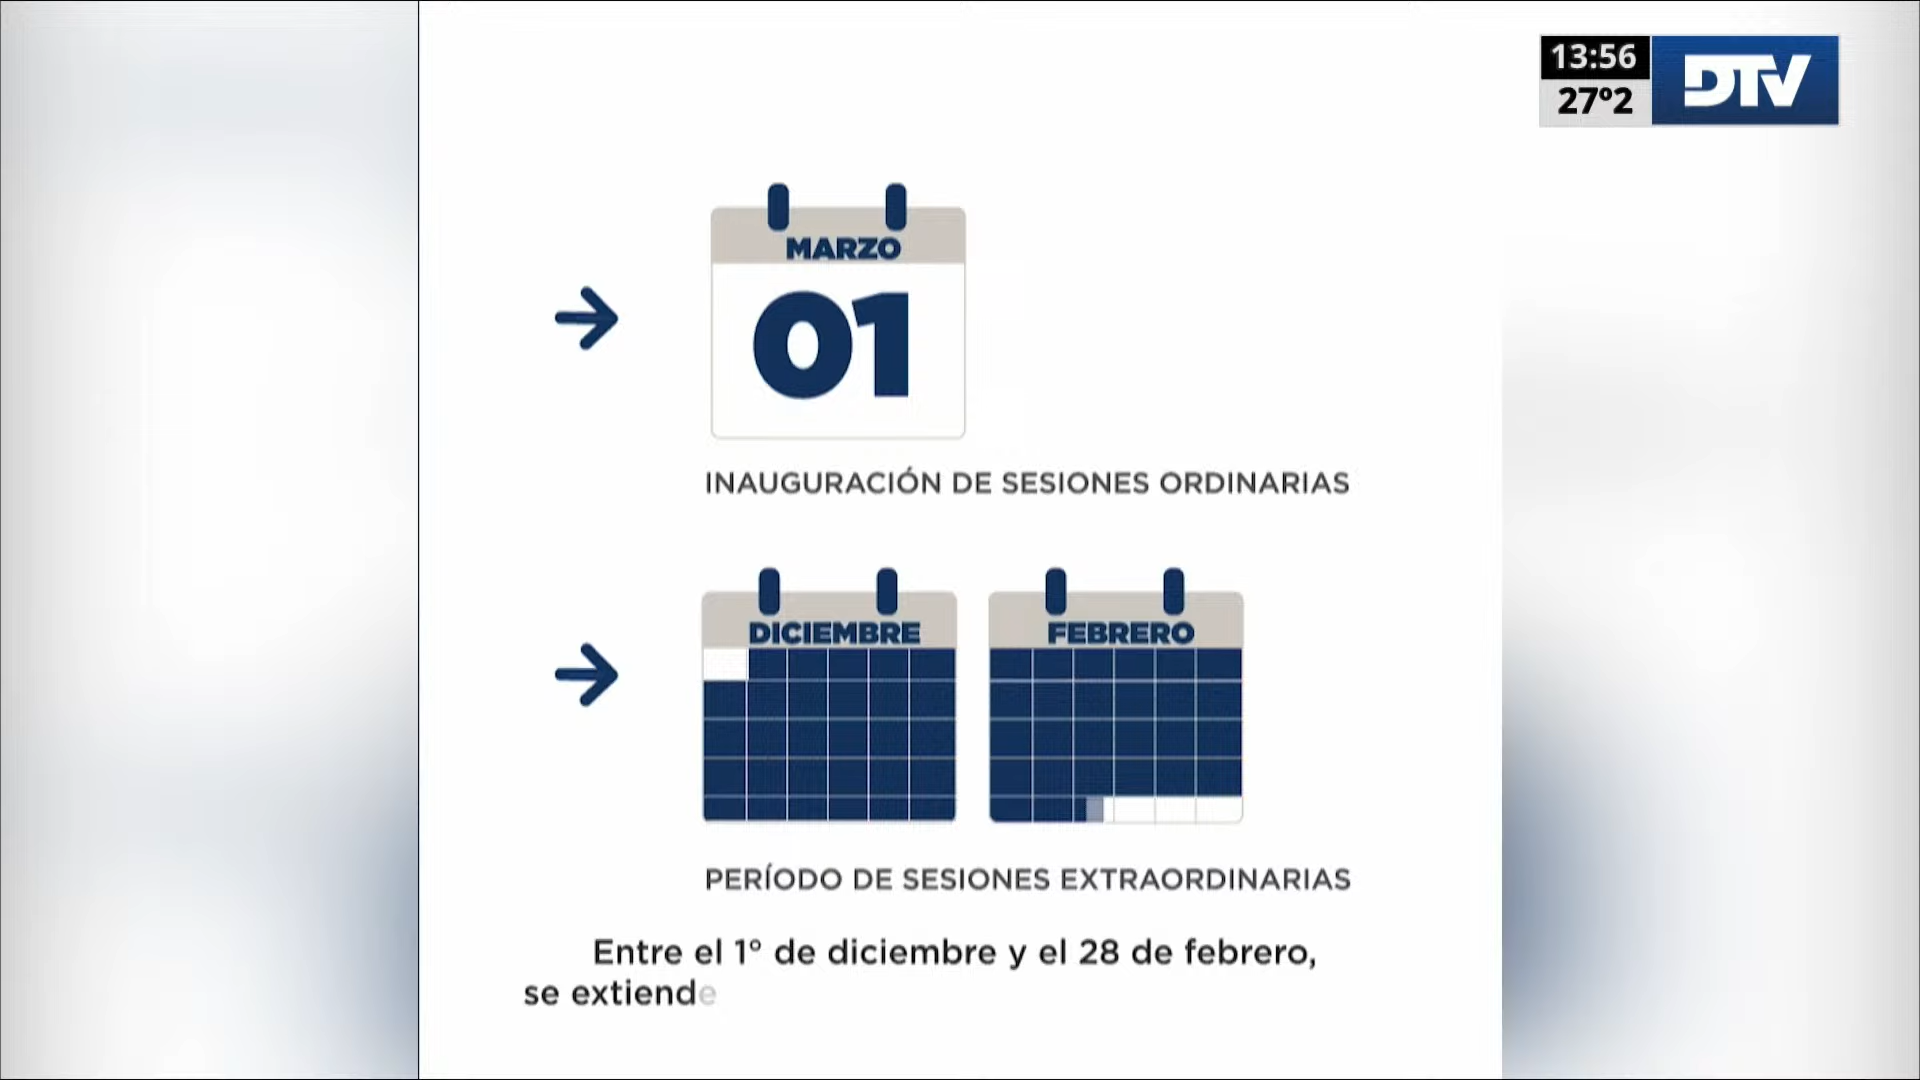 13:56
27º2
DTV
MARZO
01
INAUGURACIÓN DE SESIONES ORDINARIAS
DICIEMBRE
FEBRERO
PERÍODO DE SESIONES EXTRAORDINARIAS
Entre el 1° de diciembre y el 28 de febrero,
se extiende